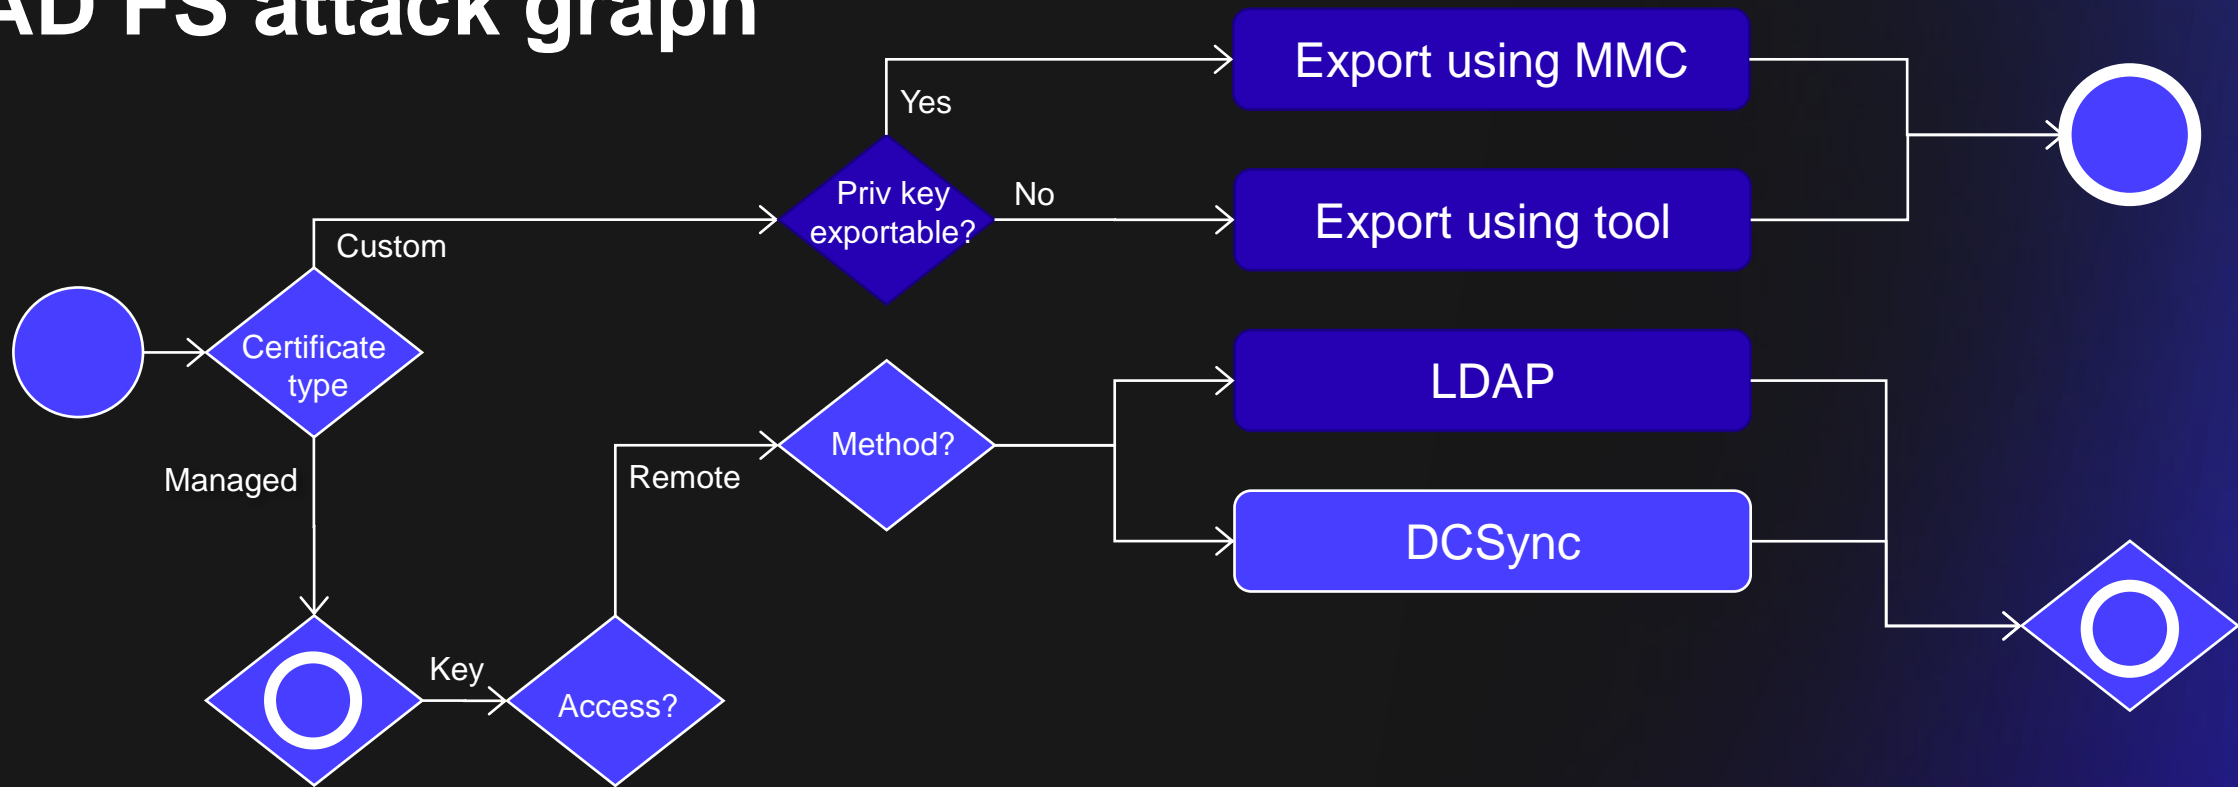 AD FS attack graph
Export using MMC
Yes
Priv key
exportable?
No
Export using tool
Custom
Certificate
type
LDAP
Method?
Managed
Remote
DCSync
Key
Access?